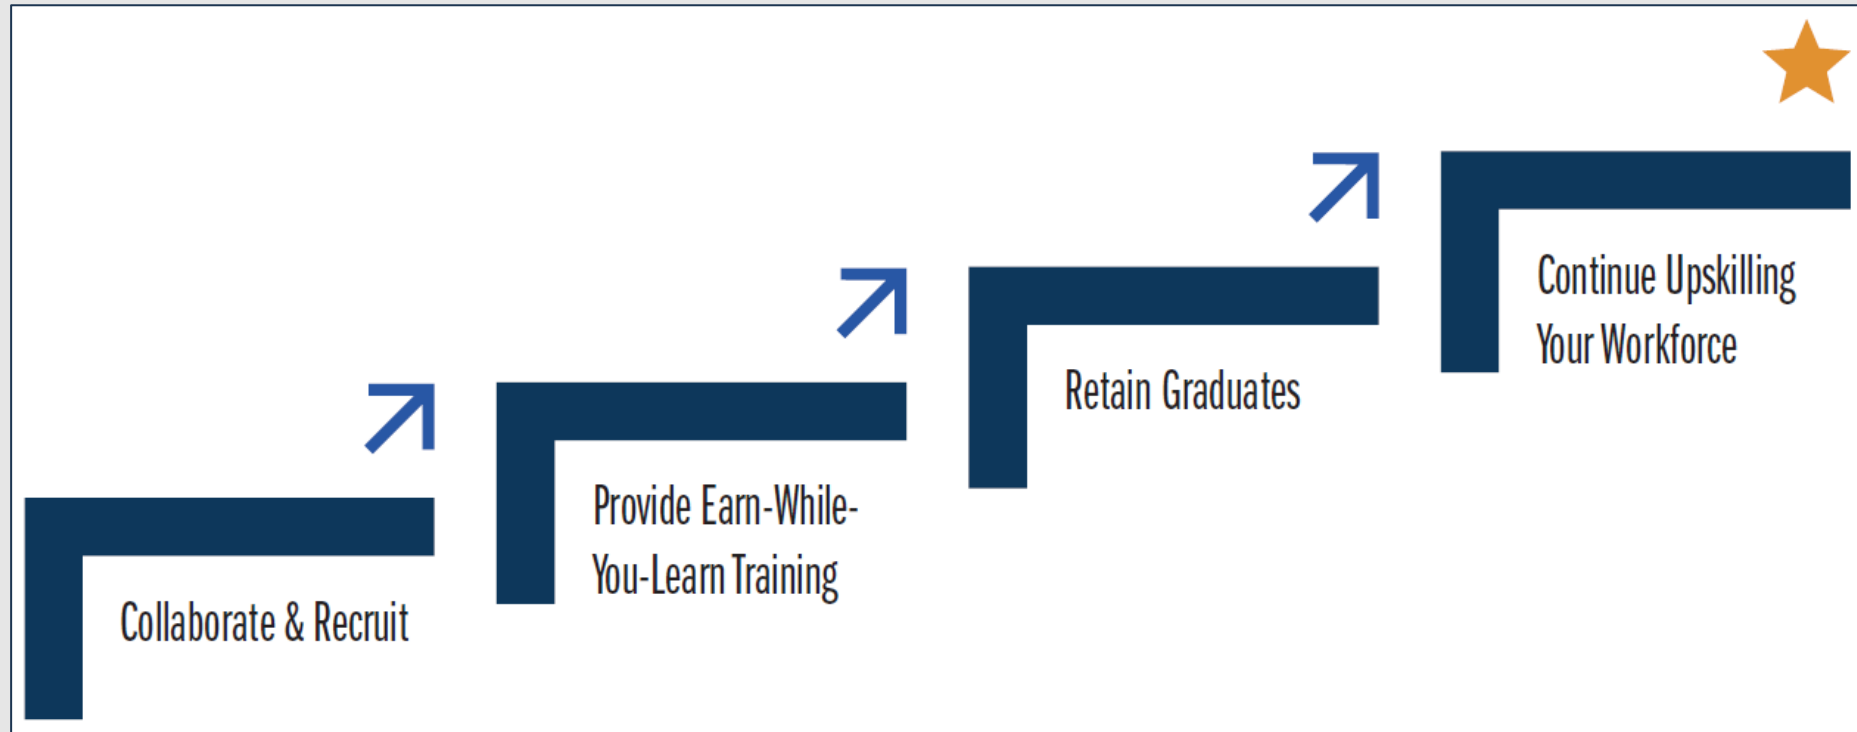 Collaborate & Recruit
Provide Earn-While-
You-Learn Training
Retain Graduates
Continue Upskilling
Your Workforce